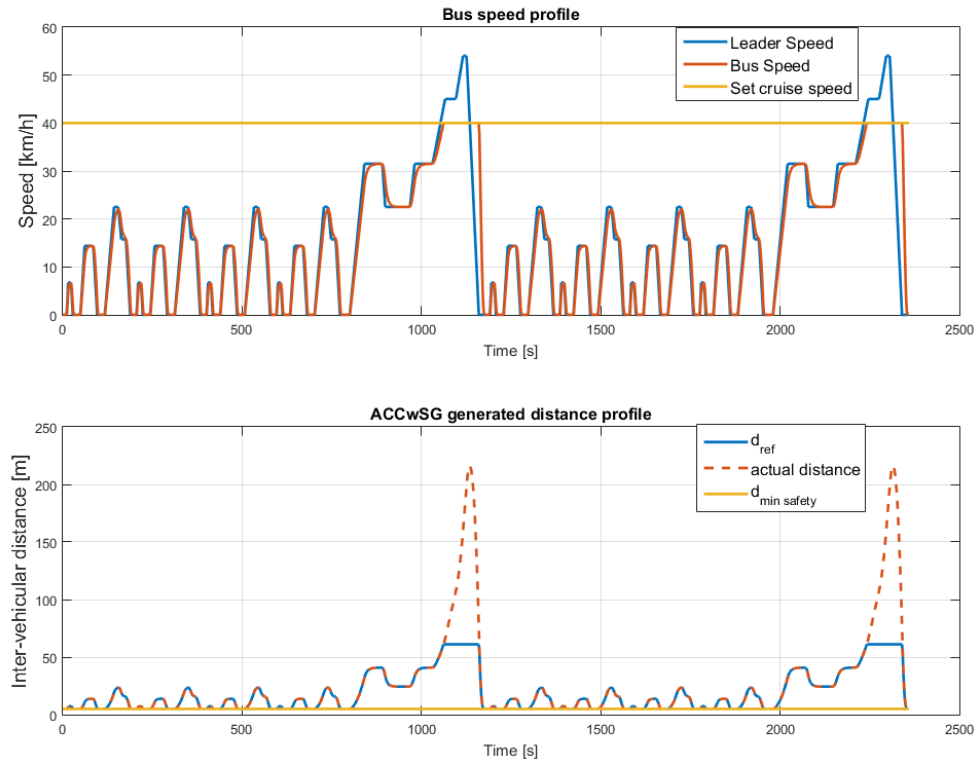 Bus speed profile
60
50
40
30
20
10
0
Speed [km/h]
Leader Speed
Bus Speed
Set cruise speed
0
500
1000
1500
2000
2500
Time [s]
ACCwSG generated distance profile
250
200
150
100
50
0
Inter-vehicular distance [m]
d_ref
actual distance
d_min safety
0
500
1000
1500
2000
2500
Time [s]